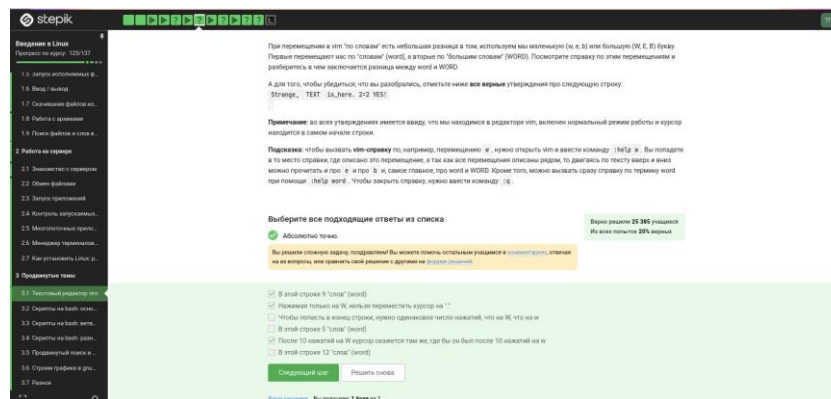 stepik
Введение в Linux
Прогресс по курсу: 125/137
1.5 Запуск исполняемых ф...
1.6 Ввод / вывод
1.7 Скачивание файлов из...
1.8 Работа с архивами
1.9 Поиск файлов и слов в...
2 Работа на сервере
2.1 Знакомство с сервером
2.2 Обмен файлами
2.3 Запуск приложений
2.4 Контроль запускаемых...
2.5 Многопоточные прило...
2.6 Менеджер терминалов...
2.7 Как установить Linux: р...
3 Продвинутые темы
3.1 Текстовый редактор vim
3.2 Скрипты на bash: осно...
3.3 Скрипты на bash: ветв...
3.4 Скрипты на bash: разн...
3.5 Продвинутый поиск и ...
3.6 Строим графики в gnu...
3.7 Разное
При перемещении в vim "по словам" есть небольшая разница в том, используем мы маленькую (w, e, b) или большую (W, E, B) букву.
Первые перемещают нас по "словам" (word), а вторые по "большим словам" (WORD). Посмотрите справку по этим перемещениям и
разберитесь в чем заключается разница между word и WORD.
А для того, чтобы убедиться, что вы разобрались, отметьте ниже все верные утверждения про следующую строку:
Strange_ TEXT is_here. 2=2 YES!
Примечание: во всех утверждениях имеется ввиду, что мы находимся в редакторе vim, включен нормальный режим работы и курсор
находится в самом начале строки.
Подсказка: чтобы вызвать vim-справку по, например, перемещению w, нужно открыть vim и ввести команду :help w. Вы попадете
в то место справки, где описано это перемещение, а так как все перемещения описаны рядом, то двигаясь по тексту вверх и вниз
можно прочитать и про e и про b и, самое главное, про word и WORD. Кроме того, можно вызвать сразу справку по термину word
при помощи :help word. Чтобы закрыть справку, нужно ввести команду :q.
Выберите все подходящие ответы из списка
Абсолютно точно.
Верно решили 25 385 учащихся
Из всех попыток 20% верных
Вы решили сложную задачу, поздравляем! Вы можете помочь остальным учащимся в комментариях, отвечая
на их вопросы, или сравнить своё решение с другими на форуме решений.
В этой строке 9 "слов" (word)
Нажимая только на W, нельзя переместить курсор на "."
Чтобы попасть в конец строки, нужно одинаковое число нажатий, что на W, что на w
В этой строке 5 "слов" (word)
После 10 нажатий на W курсор окажется там же, где бы он был после 10 нажатий на w
В этой строке 12 "слов" (word)
Следующий шаг
Решить снова